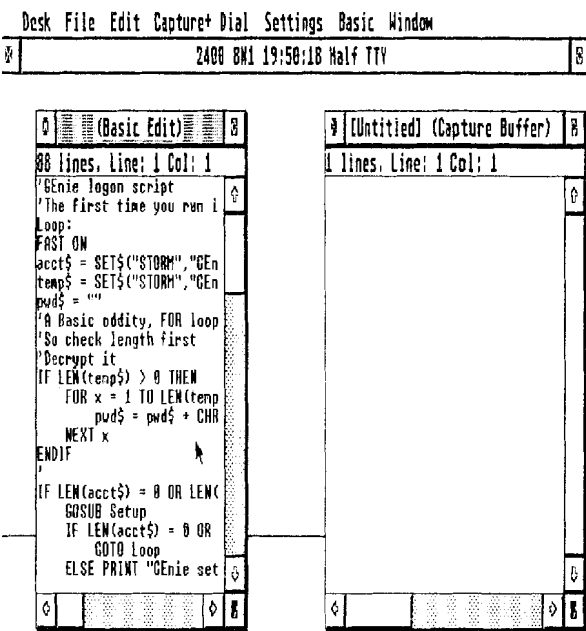 Desk File Edit Capture+ Dial Settings Basic Window
2400 8N1 19:50:18 Half TTY
(Basic Edit)
88 lines, Line: 1 Col: 1
'GEnie logon script
'The first time you run i
Loop:
FAST ON
acct$ = SET$("STORM","GEn
temp$ = SET$("STORM","GEn
pwd$ = ""
'A Basic oddity, FOR loop
'So check length first
'Decrypt it
IF LEN(temp$) > 0 THEN
FOR x = 1 TO LEN(temp
pwd$ = pwd$ + CHR
NEXT x
ENDIF
'
IF LEN(acct$) = 0 OR LEN(
GOSUB Setup
IF LEN(acct$) = 0 OR
GOTO Loop
ELSE PRINT "GEnie set
[Untitled] (Capture Buffer)
1 lines, Line: 1 Col: 1